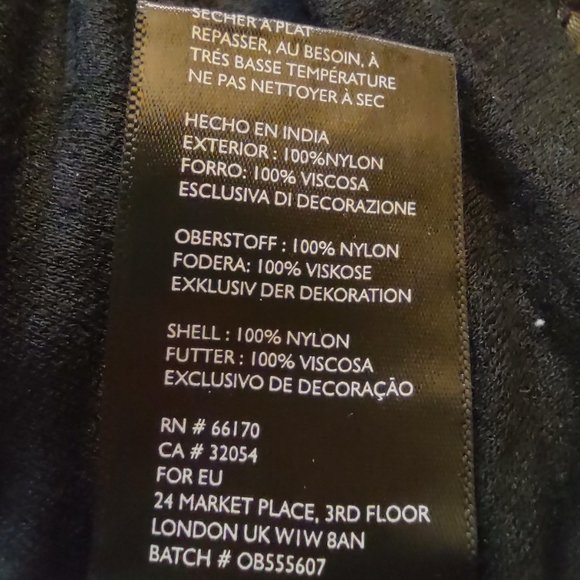 SECHER À PLAT
REPASSER, AU BESOIN, À
TRÉS BASSE TEMPÉRATURE
NE PAS NETTOYER À SEC
HECHO EN INDIA
EXTERIOR : 100%NYLON
FORRO: 100% VISCOSA
ESCLUSIVA DI DECORAZIONE
OBERSTOFF : 100% NYLON
FODERA: 100% VISKOSE
EXKLUSIV DER DEKORATION
SHELL : 100% NYLON
FUTTER : 100% VISCOSA
EXCLUSIVO DE DECORAÇÃO
RN # 66170
CA # 32054
FOR EU
24 MARKET PLACE, 3RD FLOOR
LONDON UK W1W 8AN
BATCH # OB555607